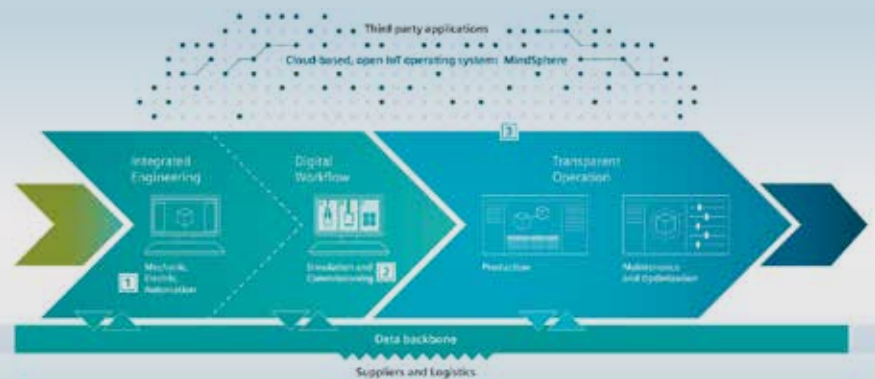 Third party applications
Cloud-based, open IoT operating system: MindSphere
3
Integrated
Engineering
Digital
Workflow
Transparent
Operation
1
Mechanic,
Electric,
Automation
Simulation and
Commissioning
2
Production
Maintenance
and Optimization
Data backbone
Suppliers and Logistics